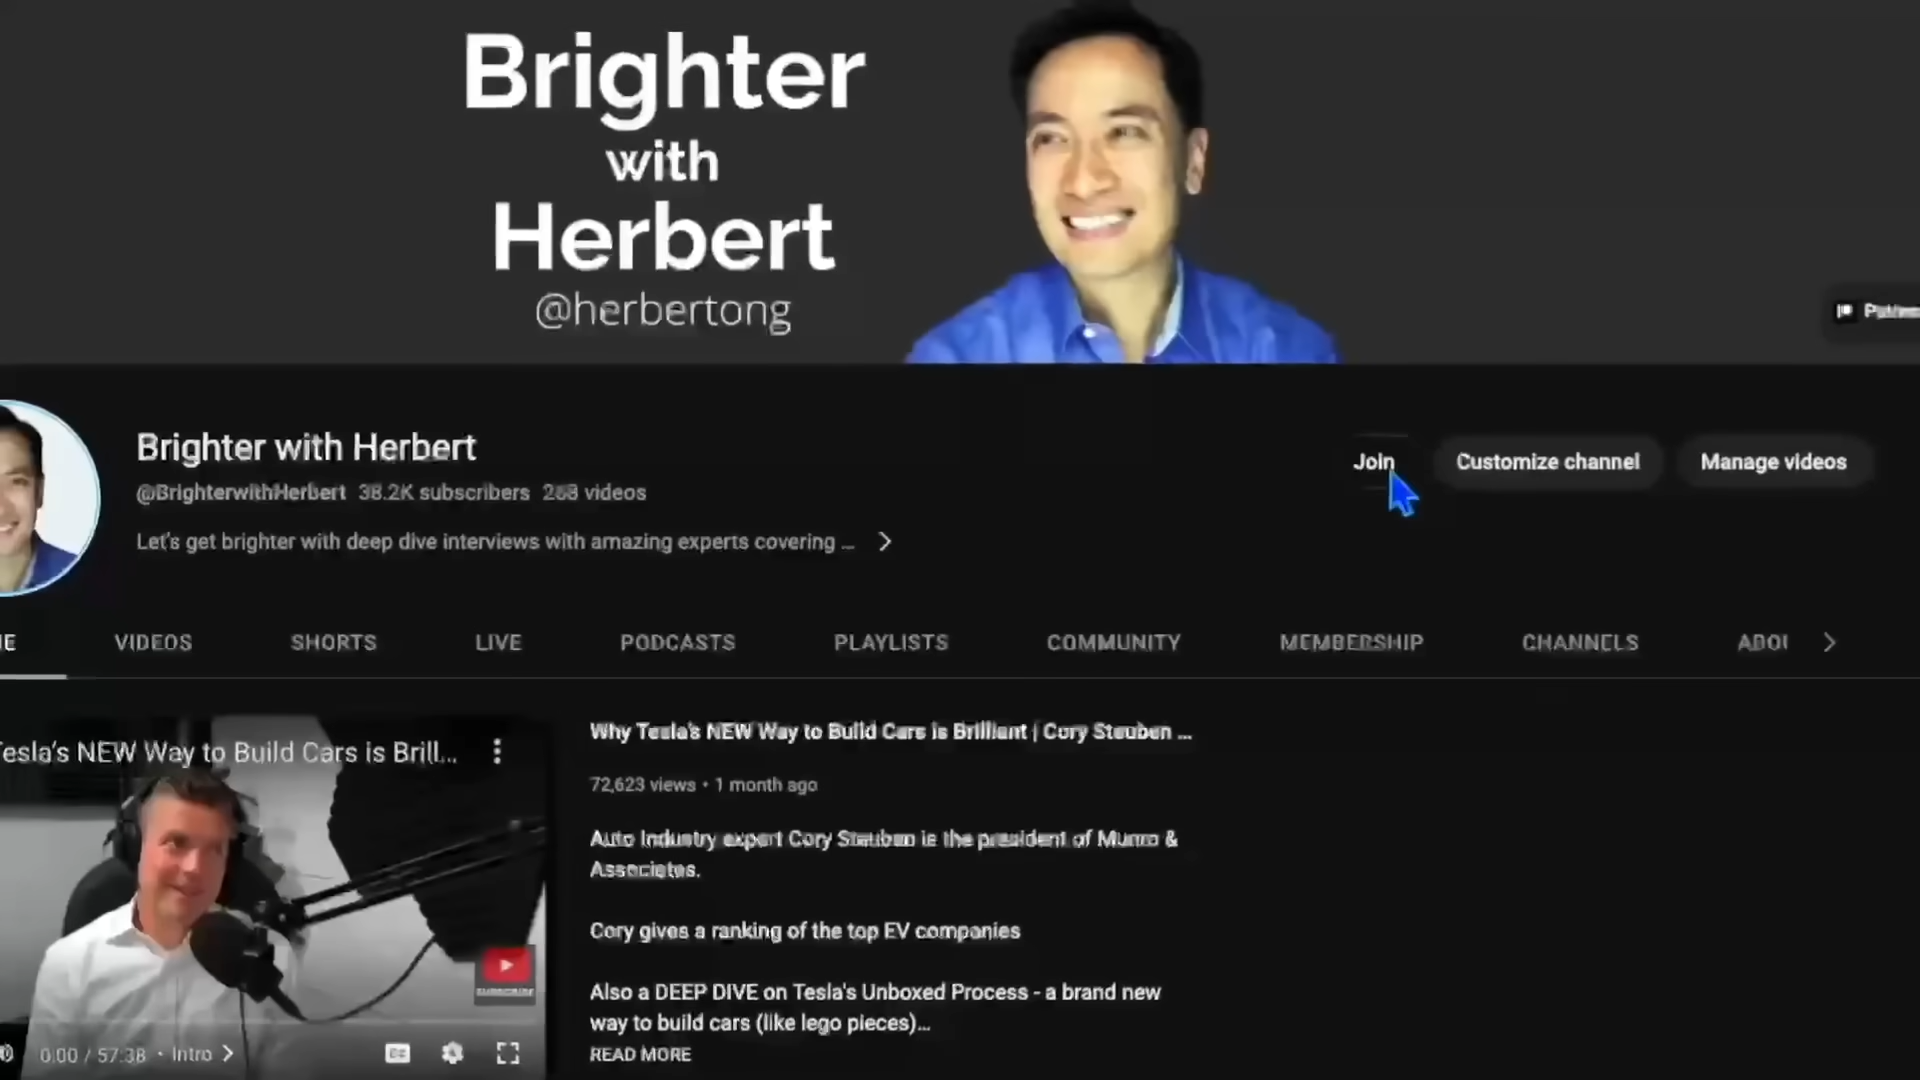 Brighter
with
Herbert
@herbertong
Brighter with Herbert
@BrighterwithHerbert 38.2K subscribers videos
Let's get brighter with deep dive interviews with amazing experts covering ...
Join
Customize channel
Manage videos
VIDEOS
SHORTS
LIVE
PODCASTS
PLAYLISTS
COMMUNITY
MEMBERSHIP
CHANNELS
ABOU
Tesla's NEW Way to Build Cars is Brill...
SUBSCRIBE
0:00 / 57:38 • Intro
Why Tesla's NEW Way to Build Cars is Brilliant | Cory Steuben ...
72,623 views • 1 month ago
Auto Industry expert Cory Steuben is the president of Munro &
Associates.
Cory gives a ranking of the top EV companies
Also a DEEP DIVE on Tesla's Unboxed Process - a brand new
way to build cars (like lego pieces)...
READ MORE